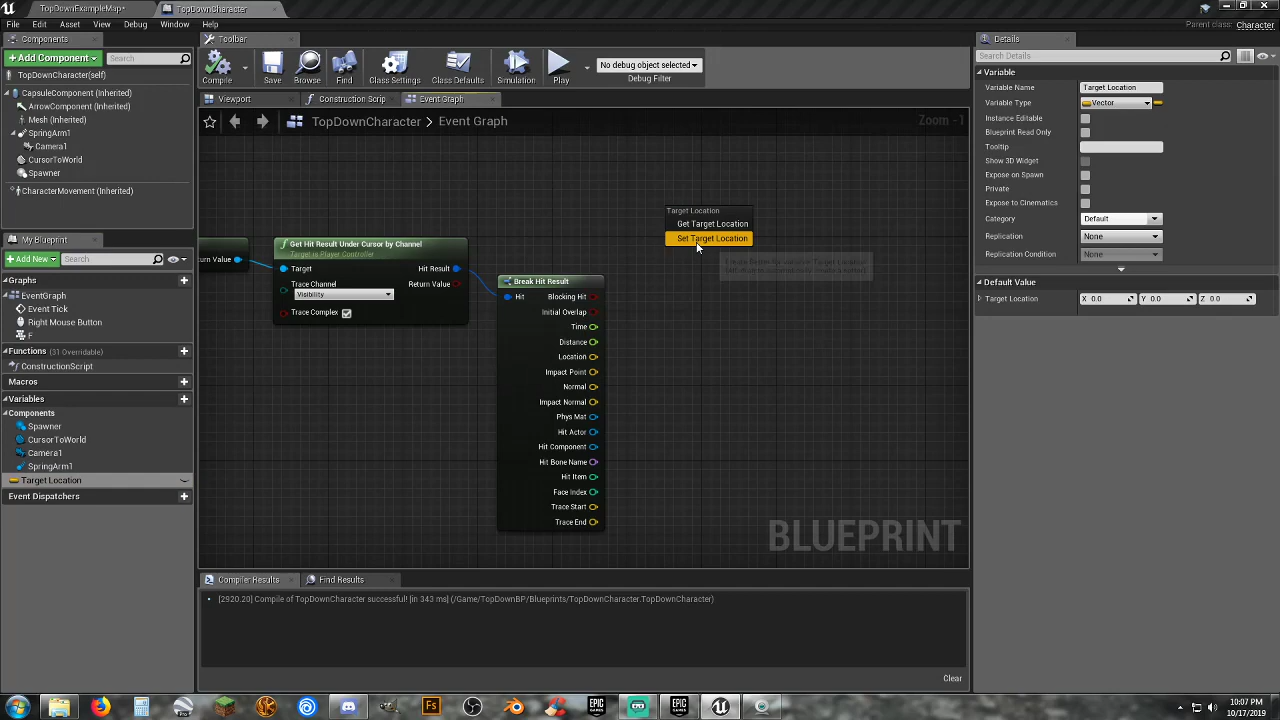 TopDownExampleMap*
TopDownCharacter
File Edit Asset View Debug Window Help
Parent class: Character
Components
Toolbar
Details
Add Component
Search
TopDownCharacter(self)
CapsuleComponent (Inherited)
ArrowComponent (Inherited)
Mesh (Inherited)
SpringArm1
Camera1
CursorToWorld
Spawner
CharacterMovement (Inherited)
Compile
Save
Browse
Find
Class Settings
Class Defaults
Simulation
Play
No debug object selected
Debug Filter
Viewport
Construction Scrip
Event Graph
TopDownCharacter > Event Graph
Zoom -1
My Blueprint
Add New
Search
Graphs
EventGraph
Event Tick
Right Mouse Button
F
Functions (31 Overridable)
ConstructionScript
Macros
Variables
Components
Spawner
CursorToWorld
Camera1
SpringArm1
Target Location
Event Dispatchers
urn Value
Get Hit Result Under Cursor by Channel
Target is Player Controller
Target
Hit Result
Trace Channel
Return Value
Visibility
Trace Complex
Break Hit Result
Hit
Blocking Hit
Initial Overlap
Time
Distance
Location
Impact Point
Normal
Impact Normal
Phys Mat
Hit Actor
Hit Component
Hit Bone Name
Hit Item
Face Index
Trace Start
Trace End
Target Location
Get Target Location
Set Target Location
BLUEPRINT
Compiler Results
Find Results
[2920.20] Compile of TopDownCharacter successful! [in 343 ms] (/Game/TopDownBP/Blueprints/TopDownCharacter.TopDownCharacter)
Clear
Search Details
Variable
Variable Name Target Location
Variable Type Vector
Instance Editable
Blueprint Read Only
Tooltip
Show 3D Widget
Expose on Spawn
Private
Expose to Cinematics
Category Default
Replication None
Replication Condition None
Default Value
Target Location X 0.0 Y 0.0 Z 0.0
Fs
EPIC GAMES
EPIC GAMES
10:07 PM
10/17/2019